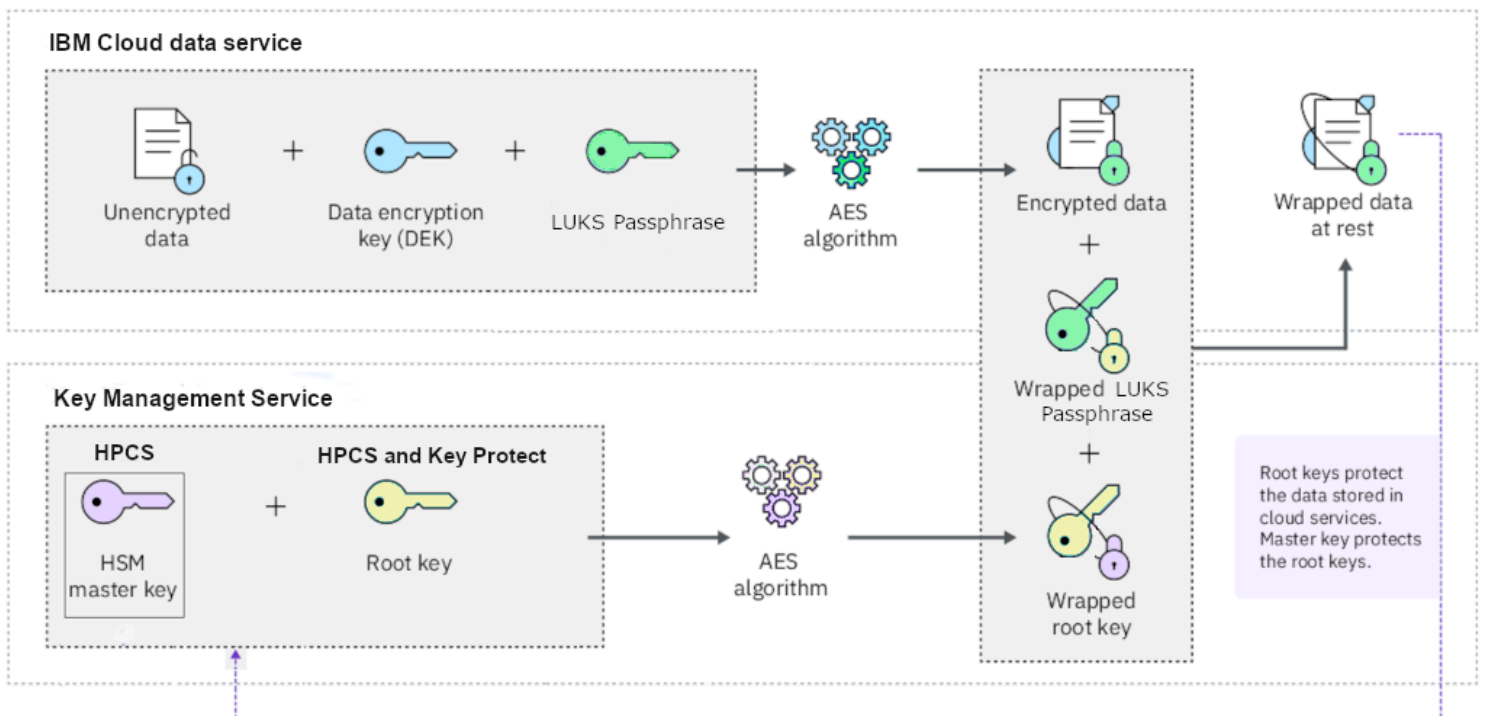 IBM Cloud data service
Unencrypted
data
+
Data encryption
key (DEK)
+
LUKS Passphrase
AES
algorithm
Encrypted data
+
Wrapped LUKS
Passphrase
+
Wrapped
root key
Wrapped data
at rest
Key Management Service
HPCS
HSM
master key
+
HPCS and Key Protect
Root key
AES
algorithm
Root keys protect
the data stored in
cloud services.
Master key protects
the root keys.